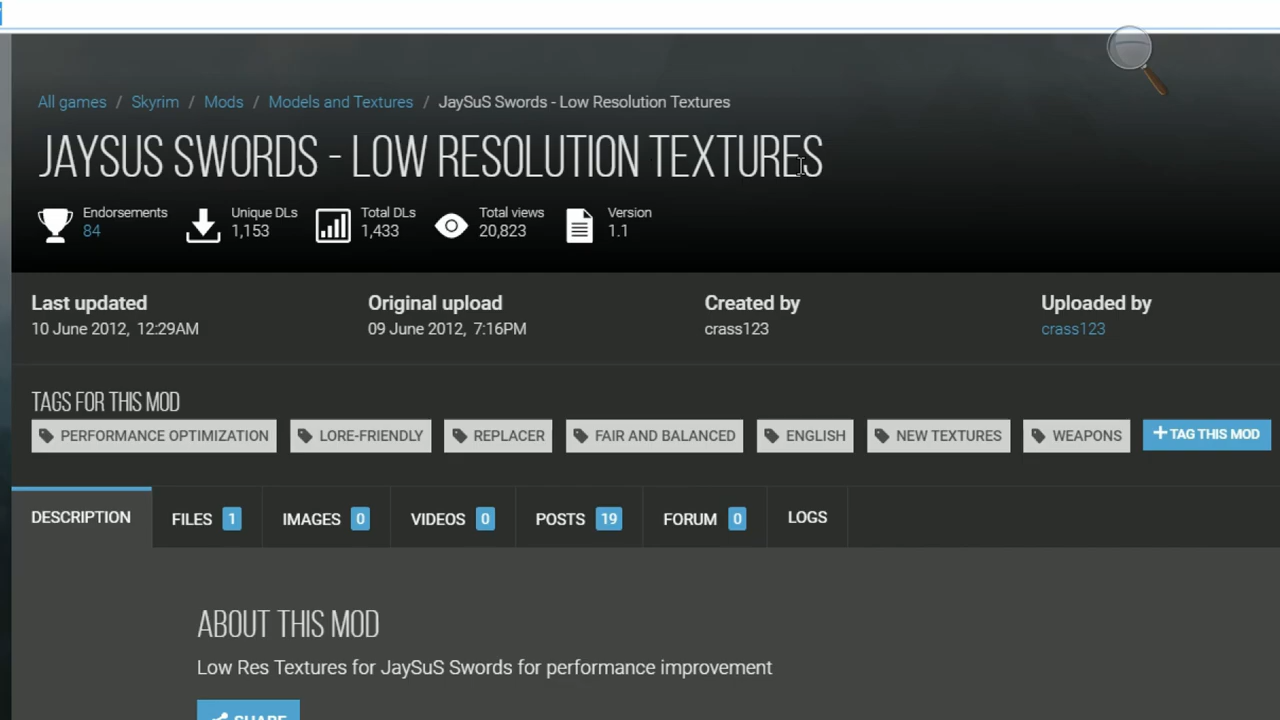 All games / Skyrim / Mods / Models and Textures / JaySuS Swords - Low Resolution Textures
JAYSUS SWORDS - LOW RESOLUTION TEXTURES
Endorsements Unique DLs Total DLs Total views Version
84 1,153 1,433 20,823 1.1
Last updated Original upload Created by Uploaded by
10 June 2012, 12:29AM 09 June 2012, 7:16PM crass123 crass123
TAGS FOR THIS MOD
PERFORMANCE OPTIMIZATION LORE-FRIENDLY REPLACER FAIR AND BALANCED ENGLISH NEW TEXTURES WEAPONS +TAG THIS MOD
DESCRIPTION FILES 1 IMAGES 0 VIDEOS 0 POSTS 19 FORUM 0 LOGS
ABOUT THIS MOD
Low Res Textures for JaySuS Swords for performance improvement
SHARE